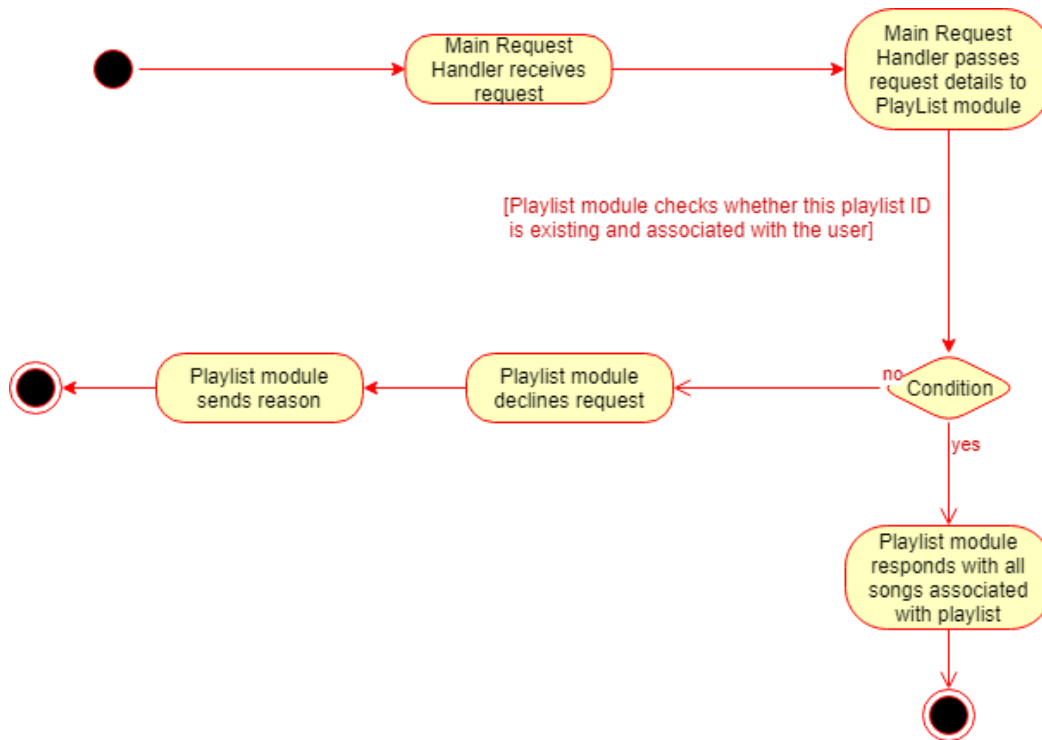 Main Request
Handler receives
request
Main Request
Handler passes
request details to
PlayList module
[Playlist module checks whether this playlist ID
is existing and associated with the user]
Condition
no
Playlist module
declines request
Playlist module
sends reason
yes
Playlist module
responds with all
songs associated
with playlist